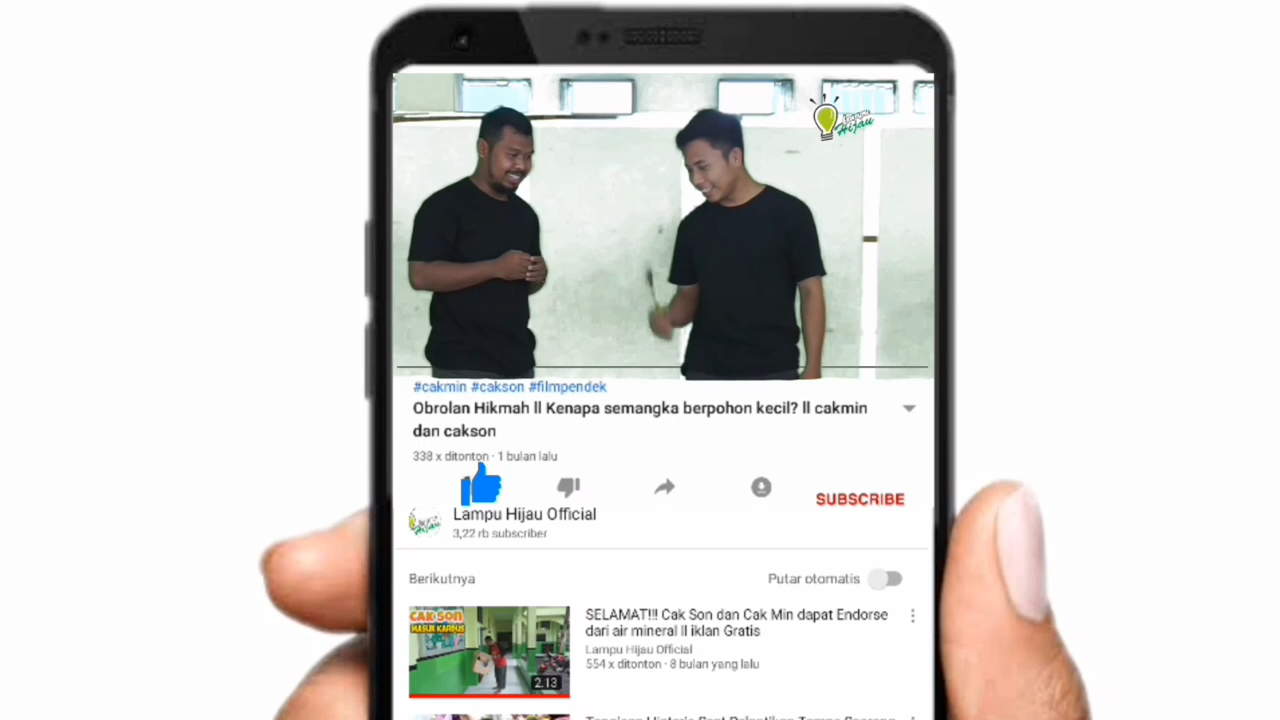 Hijau
#cakmin #cakson #filmpendek
Obrolan Hikmah ll Kenapa semangka berpohon kecil? ll cakmin
dan cakson
338 x ditonton · 1 bulan lalu
SUBSCRIBE
Lampu Hijau Official
3,22 rb subscriber
Berikutnya
Putar otomatis
CAK SON
MASUK KARDUS
2.13
SELAMAT!!! Cak Son dan Cak Min dapat Endorse
dari air mineral ll iklan Gratis
Lampu Hijau Official
554 x ditonton · 8 bulan yang lalu